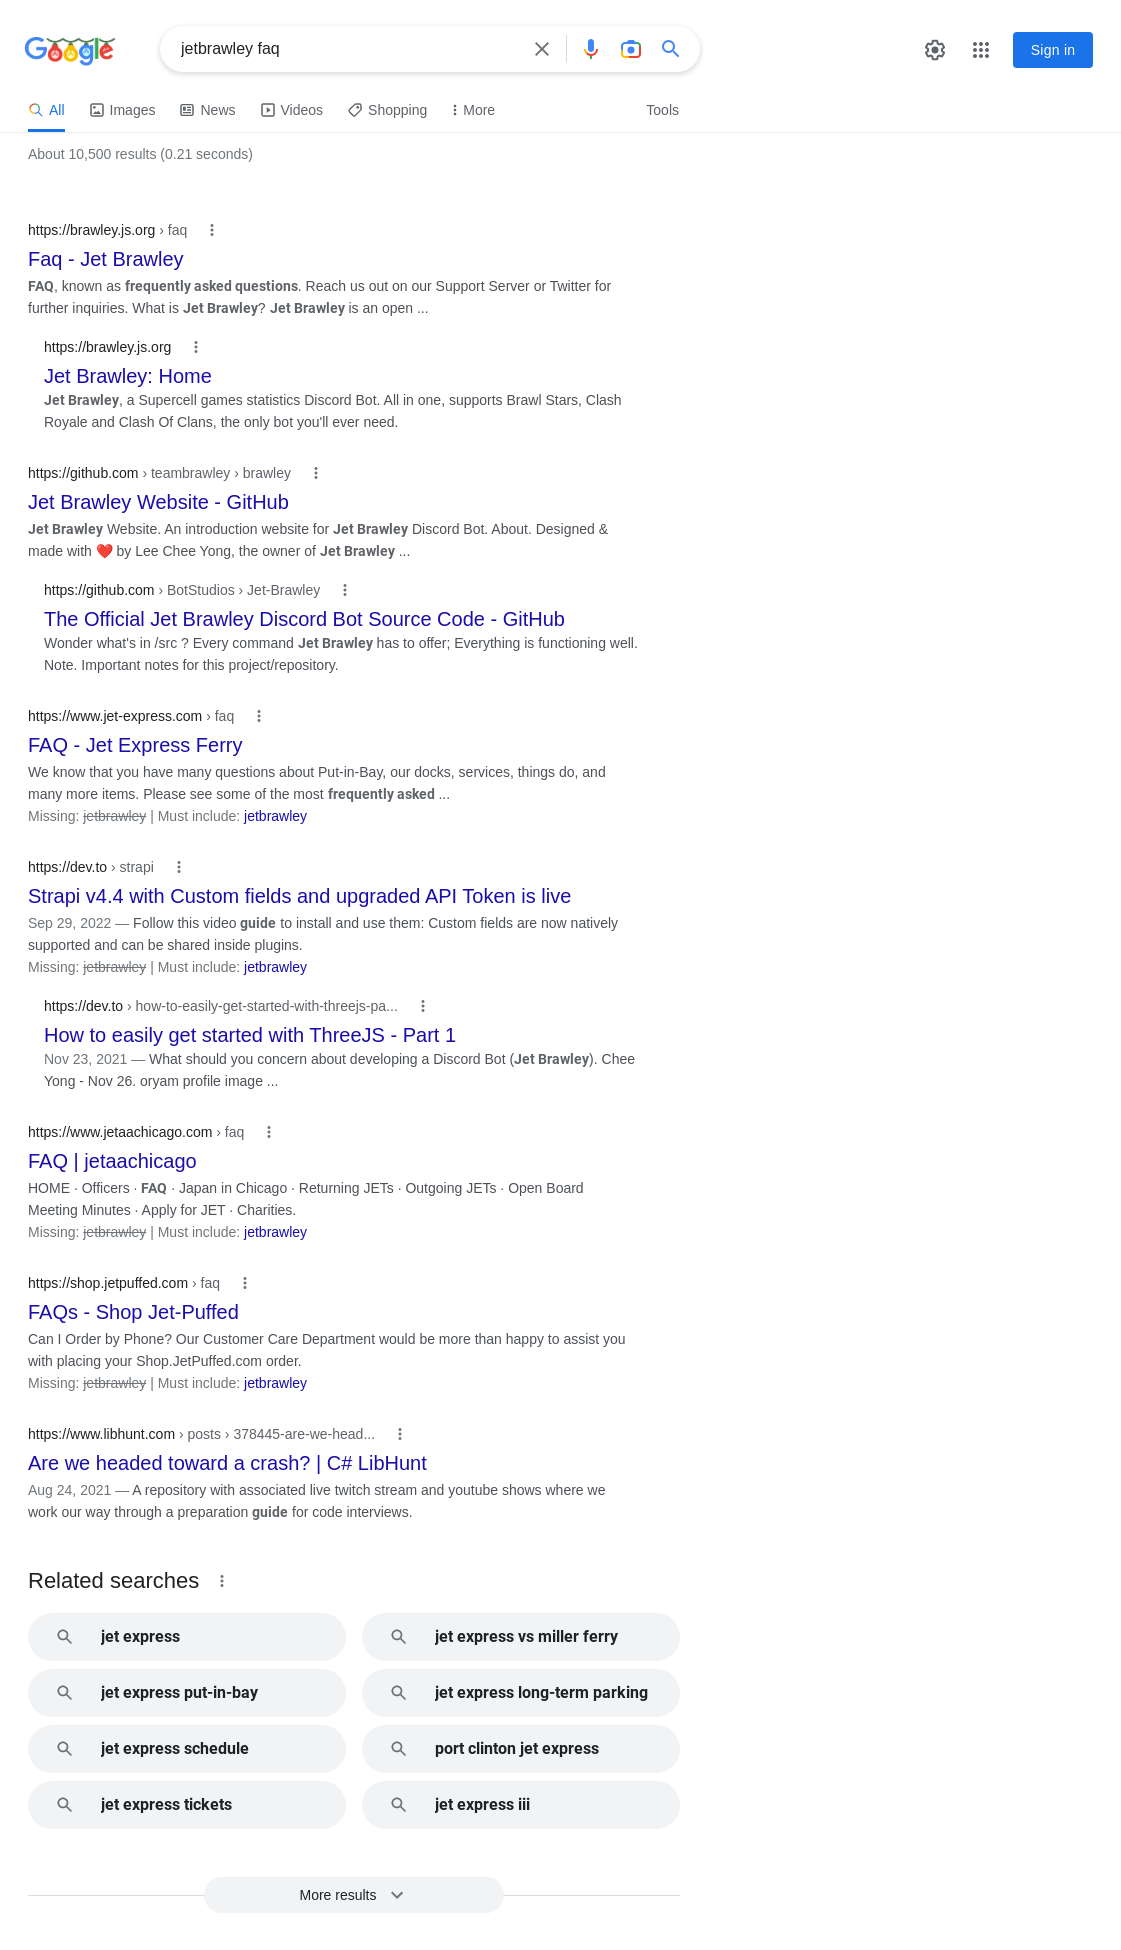 Google
jetbrawley faq
Sign in
All
Images
News
Videos
Shopping
More
Tools
About 10,500 results (0.21 seconds)
https://brawley.js.org › faq
Faq - Jet Brawley
FAQ, known as frequently asked questions. Reach us out on our Support Server or Twitter for
further inquiries. What is Jet Brawley? Jet Brawley is an open ...
https://brawley.js.org
Jet Brawley: Home
Jet Brawley, a Supercell games statistics Discord Bot. All in one, supports Brawl Stars, Clash
Royale and Clash Of Clans, the only bot you'll ever need.
https://github.com › teambrawley › brawley
Jet Brawley Website - GitHub
Jet Brawley Website. An introduction website for Jet Brawley Discord Bot. About. Designed &
made with ❤️ by Lee Chee Yong, the owner of Jet Brawley ...
https://github.com › BotStudios › Jet-Brawley
The Official Jet Brawley Discord Bot Source Code - GitHub
Wonder what's in /src ? Every command Jet Brawley has to offer; Everything is functioning well.
Note. Important notes for this project/repository.
https://www.jet-express.com › faq
FAQ - Jet Express Ferry
We know that you have many questions about Put-in-Bay, our docks, services, things do, and
many more items. Please see some of the most frequently asked ...
Missing: jetbrawley | Must include: jetbrawley
https://dev.to › strapi
Strapi v4.4 with Custom fields and upgraded API Token is live
Sep 29, 2022 — Follow this video guide to install and use them: Custom fields are now natively
supported and can be shared inside plugins.
Missing: jetbrawley | Must include: jetbrawley
https://dev.to › how-to-easily-get-started-with-threejs-pa...
How to easily get started with ThreeJS - Part 1
Nov 23, 2021 — What should you concern about developing a Discord Bot (Jet Brawley). Chee
Yong - Nov 26. oryam profile image ...
https://www.jetaachicago.com › faq
FAQ | jetaachicago
HOME · Officers · FAQ · Japan in Chicago · Returning JETs · Outgoing JETs · Open Board
Meeting Minutes · Apply for JET · Charities.
Missing: jetbrawley | Must include: jetbrawley
https://shop.jetpuffed.com › faq
FAQs - Shop Jet-Puffed
Can I Order by Phone? Our Customer Care Department would be more than happy to assist you
with placing your Shop.JetPuffed.com order.
Missing: jetbrawley | Must include: jetbrawley
https://www.libhunt.com › posts › 378445-are-we-head...
Are we headed toward a crash? | C# LibHunt
Aug 24, 2021 — A repository with associated live twitch stream and youtube shows where we
work our way through a preparation guide for code interviews.
Related searches
jet express
jet express vs miller ferry
jet express put-in-bay
jet express long-term parking
jet express schedule
port clinton jet express
jet express tickets
jet express iii
More results